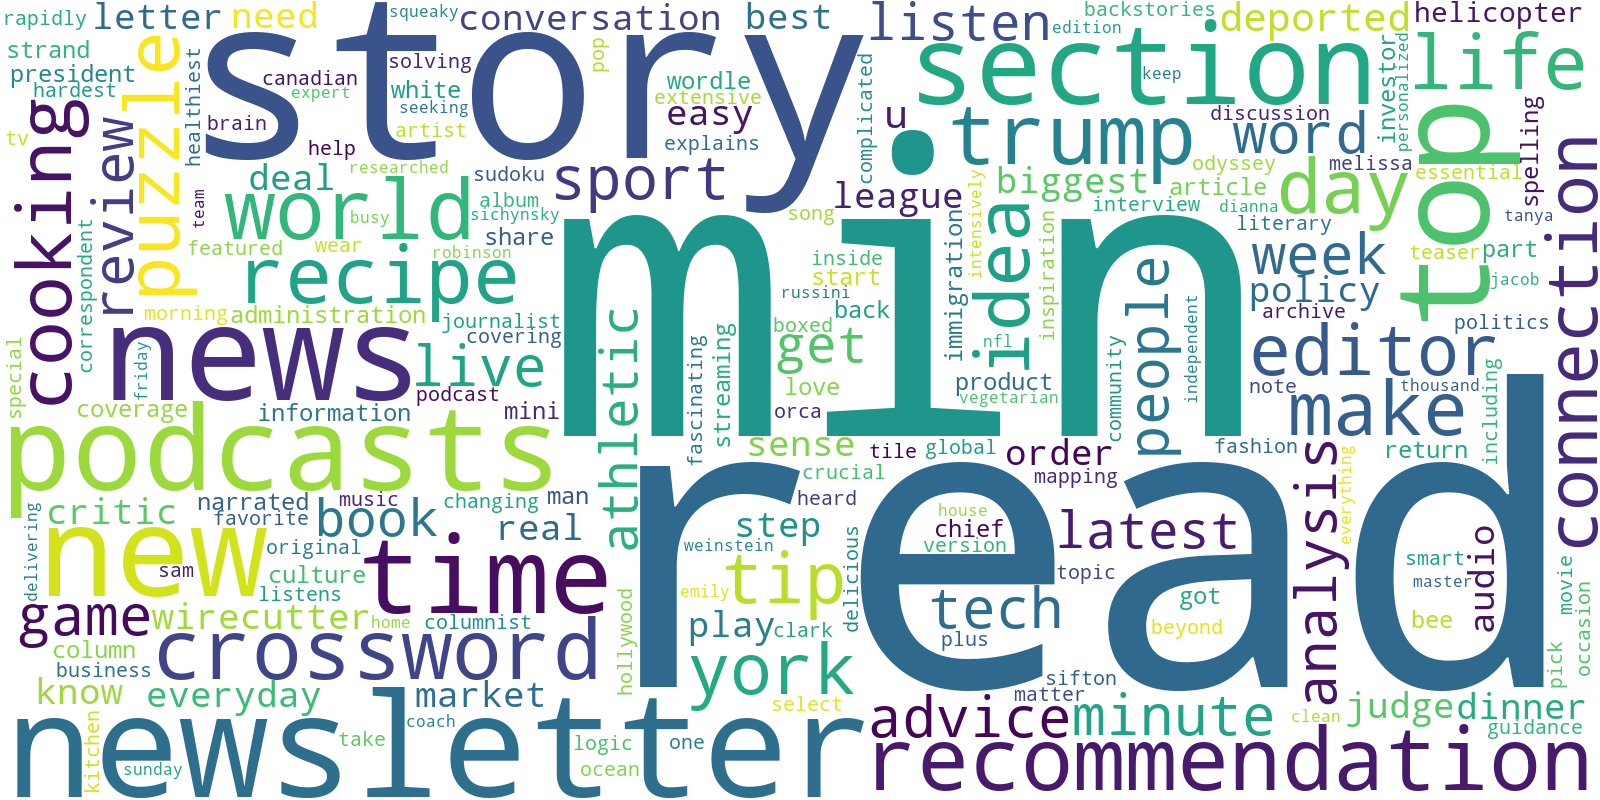 rapidly
letter
need
squeaky
conversation
best
listen
backstories
edition
deported
helicopter
strand
president
hardest
puzzle
healthiest
story
canadian
expert
solving
white
seeking
pop
wordle
extensive
easy
explains
complicated
section
keep
investor
personalized
life
tv
cooking
review
brain
help
artist
researched
sport
u
.
trump
discussion
word
top
spelling
connection
team
deal
world
busy
sudoku
album
sichynsky
share
league
song
biggest
odyssey
article
interview
dianna
melissa
day
literary
essential
tanya
correspondent
featured
wear
recipe
robinson
min
inside
start
russini
immigration
intensively
idea
inspiration
people
independent
week
policy
archive
teaser
part
jacob
politics
morning
administration
news
friday
journalist
covering
live
boxed
back
get
nfl
community
editor
special
coverage
information
podcast
mini
athletic
streaming
fascinating
love
orca
product
vegetarian
note
thousand
make
including
podcasts
sense
tile
global
order
mapping
fashion
return
crucial
read
analysis
everything
delivering
critic
narrated
favorite
music
book
changing
man
real
heard
step
delicious
house
chief
version
latest
smart
master
audio
new
original
sam
culture
listens
time
weinstein
emily
tip
topic
tech
got
movie
occasion
game
wirecutter
home
columnist
hollywood
play
clark
plus
beyond
bee
column
business
crossword
york
sifton
matter
pick
know
everyday
market
select
advice
minute
clean
judge
dinner
guidance
kitchen
newsletter
sunday
coach
take
logic
ocean
one
recommendation